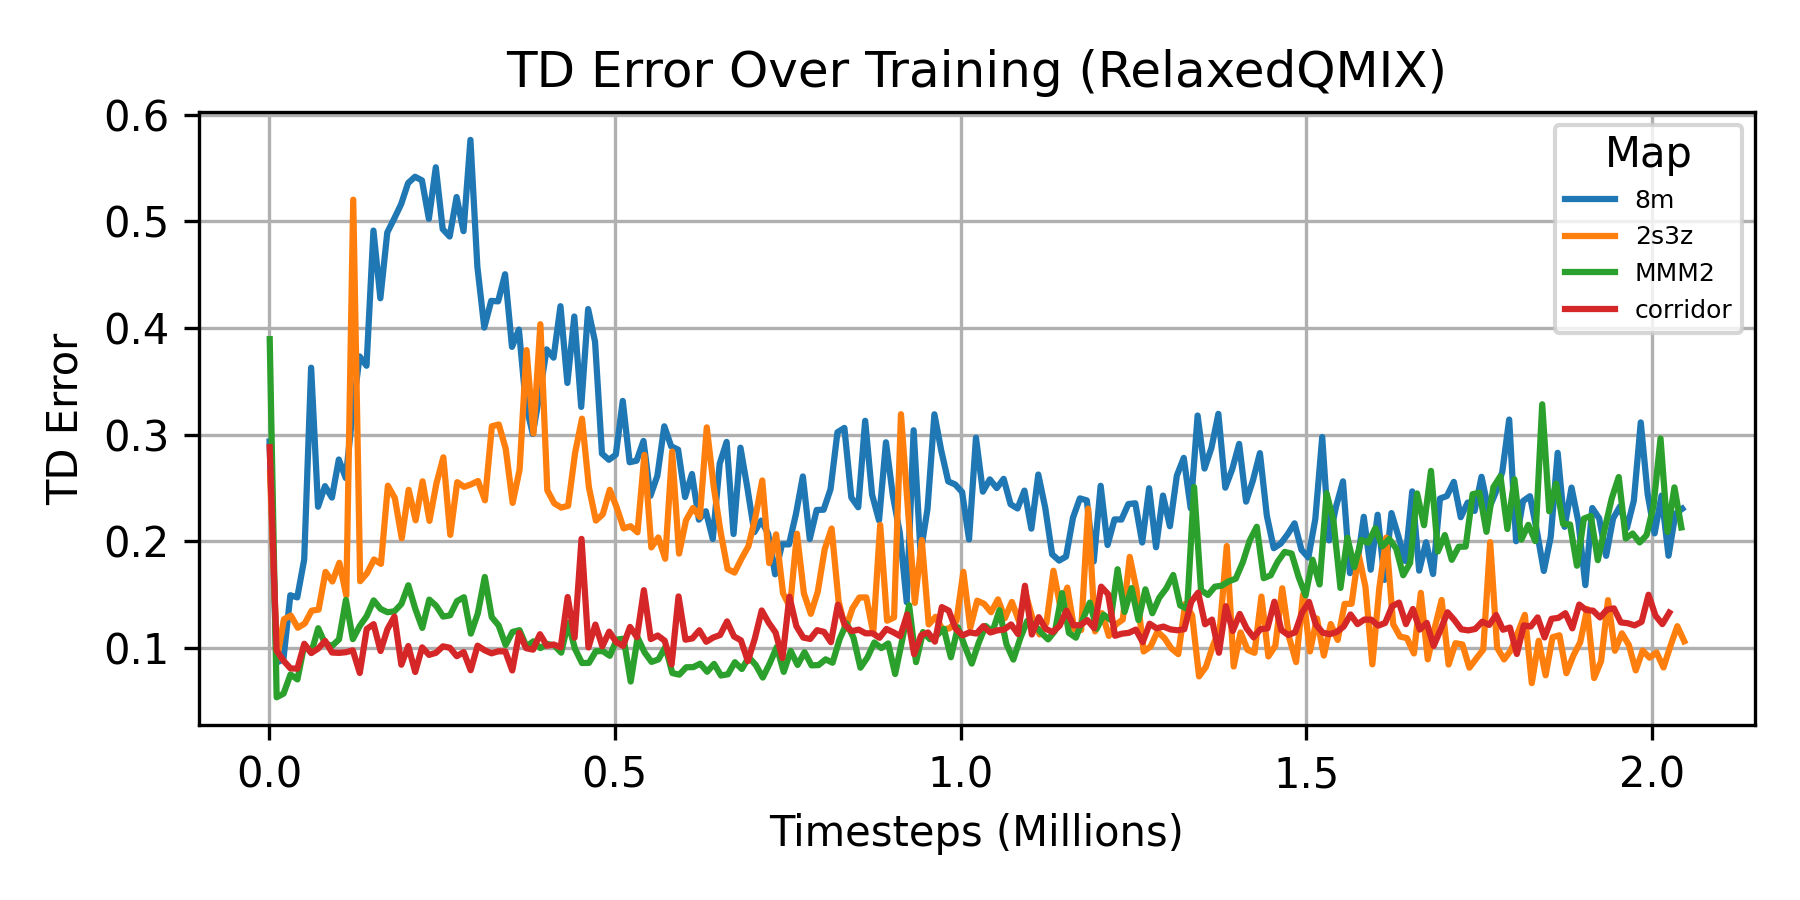 TD Error Over Training (RelaxedQMIX)
TD Error
0.6
0.5
0.4
0.3
0.2
0.1
0.0
0.5
1.0
1.5
2.0
Timesteps (Millions)
Map
8m
2s3z
MMM2
corridor